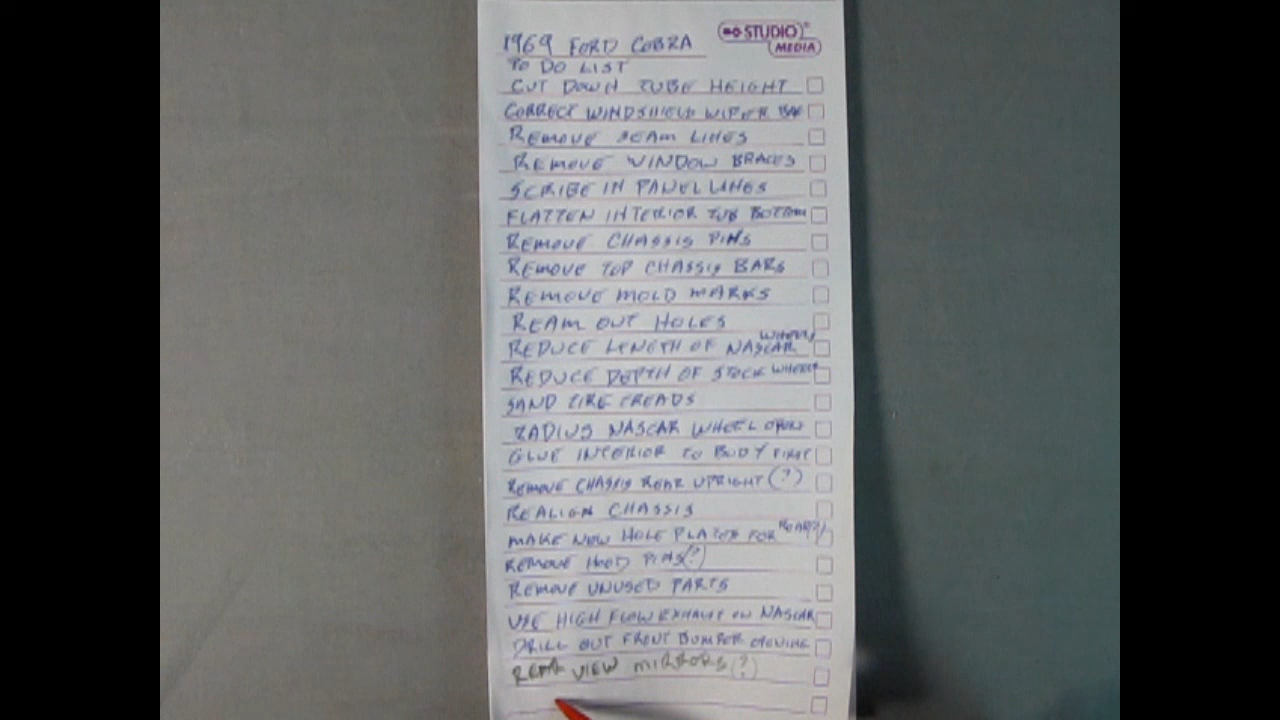 STUDIO
MEDIA
1969 FORD COBRA
TO DO LIST
CUT DOWN TUBE HEIGHT
CORRECT WINDSHIELD WIPER BAR
REMOVE SEAM LINES
REMOVE WINDOW BRACES
SCRIBE IN PANEL LINES
FLATTEN INTERIOR TUB BOTTOM
REMOVE CHASSIS PINS
REMOVE TOP CHASSIS BARS
REMOVE MOLD MARKS
REAM OUT HOLES
REDUCE LENGTH OF NASCAR WHEELS
REDUCE DEPTH OF STOCK WHEELS
SAND TIRE TREADS
RADIUS NASCAR WHEEL OPEN
GLUE INTERIOR TO BODY FIRST
REMOVE CHASSIS REAR UPRIGHT (?)
REALIGN CHASSIS
MAKE NEW HOLE PLATES FOR REAR(?)
REMOVE HOOD PINS(?)
REMOVE UNUSED PARTS
USE HIGH FLOW EXHAUST ON NASCAR
DRILL OUT FRONT BUMPER OPENING
REAR VIEW MIRRORS(?)